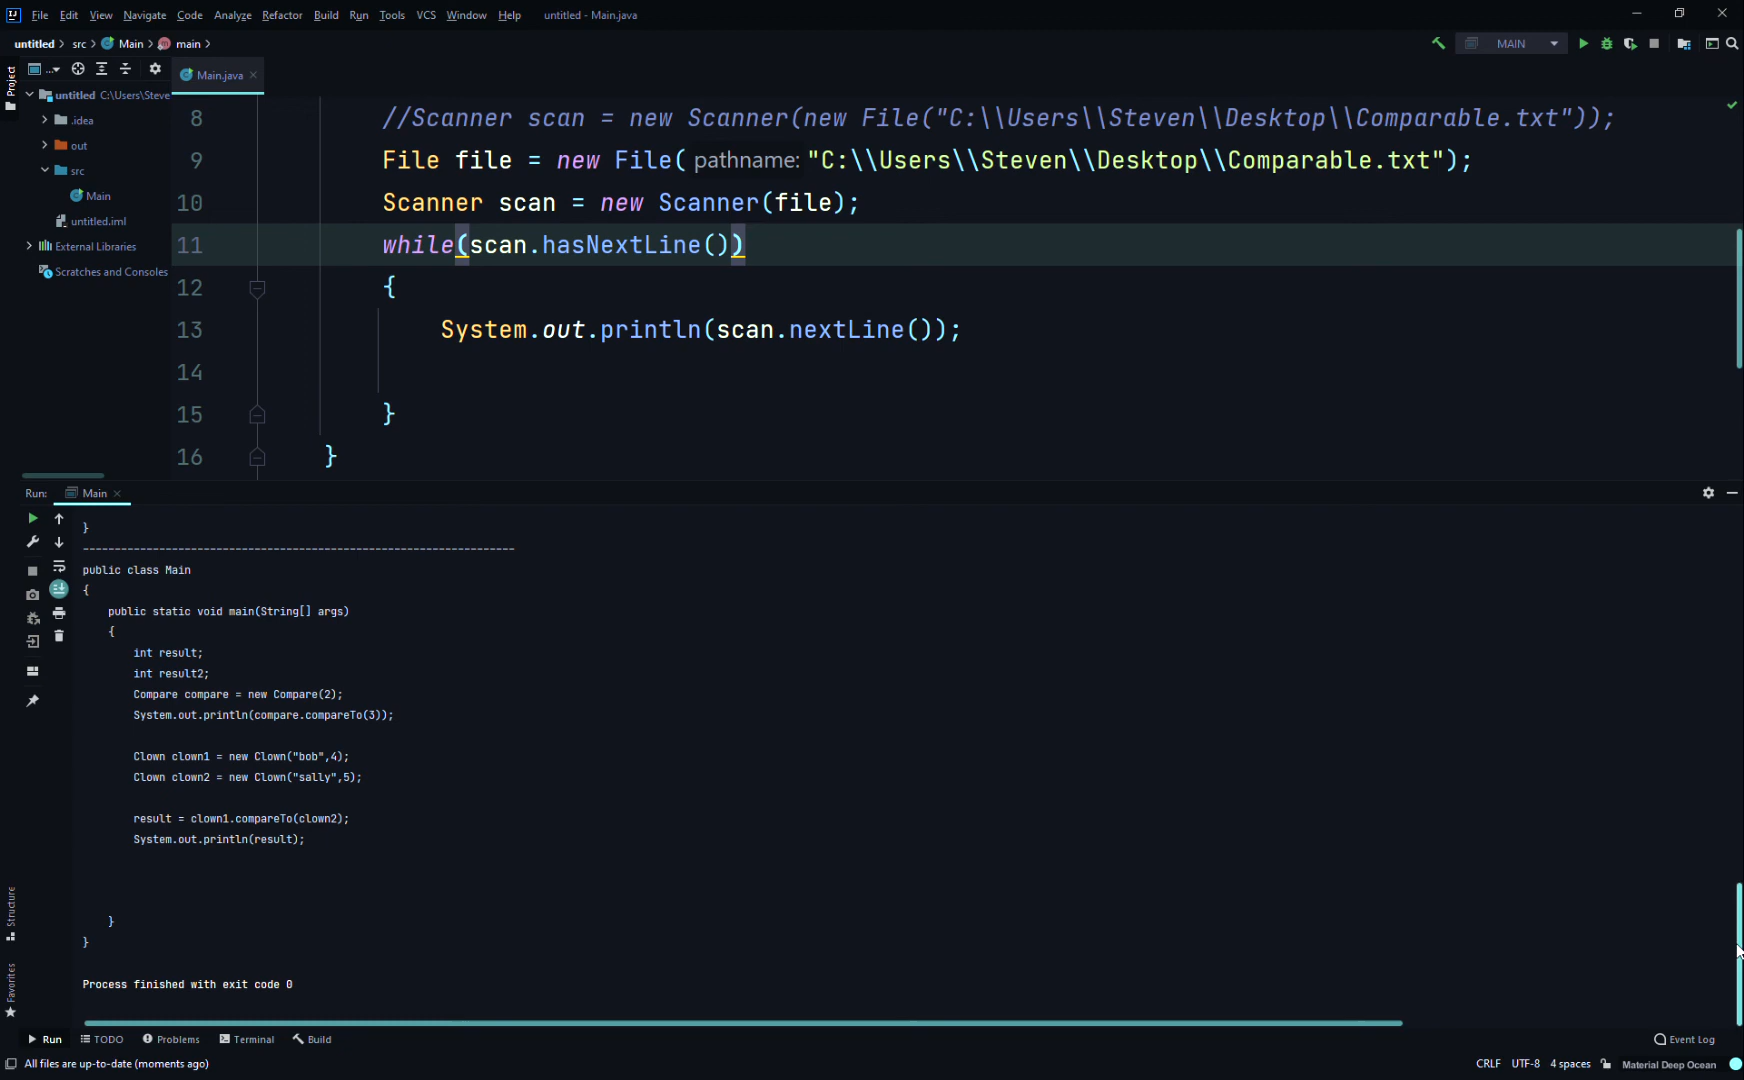 File Edit View Navigate Code Analyze Refactor Build Run Tools VCS Window Help untitled - Main.java
untitled src Main main MAIN
Project
... Main.java
untitled C:\Users\Steve
.idea
out
src
Main
untitled.iml
External Libraries
Scratches and Consoles
8 //Scanner scan = new Scanner(new File("C:\\Users\\Steven\\Desktop\\Comparable.txt"));
9 File file = new File( pathname: "C:\\Users\\Steven\\Desktop\\Comparable.txt");
10 Scanner scan = new Scanner(file);
11 while(scan.hasNextLine())
12 {
13 System.out.println(scan.nextLine());
14
15 }
16 }
Run: Main
}
--------------------------------------------------------------------
public class Main
{
public static void main(String[] args)
{
int result;
int result2;
Compare compare = new Compare(2);
System.out.println(compare.compareTo(3));
Clown clown1 = new Clown("bob",4);
Clown clown2 = new Clown("sally",5);
result = clown1.compareTo(clown2);
System.out.println(result);
}
}
Process finished with exit code 0
Structure
Favorites
Run TODO Problems Terminal Build Event Log
All files are up-to-date (moments ago) CRLF UTF-8 4 spaces Material Deep Ocean